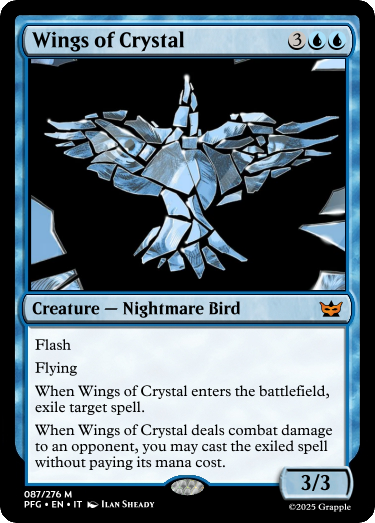 Wings of Crystal 3
Creature — Nightmare Bird
Flash
Flying
When Wings of Crystal enters the battlefield,
exile target spell.
When Wings of Crystal deals combat damage
to an opponent, you may cast the exiled spell
without paying its mana cost.
3/3
087/276 M
PFG • EN • IT Ilan Sheady
©2025 Grapple